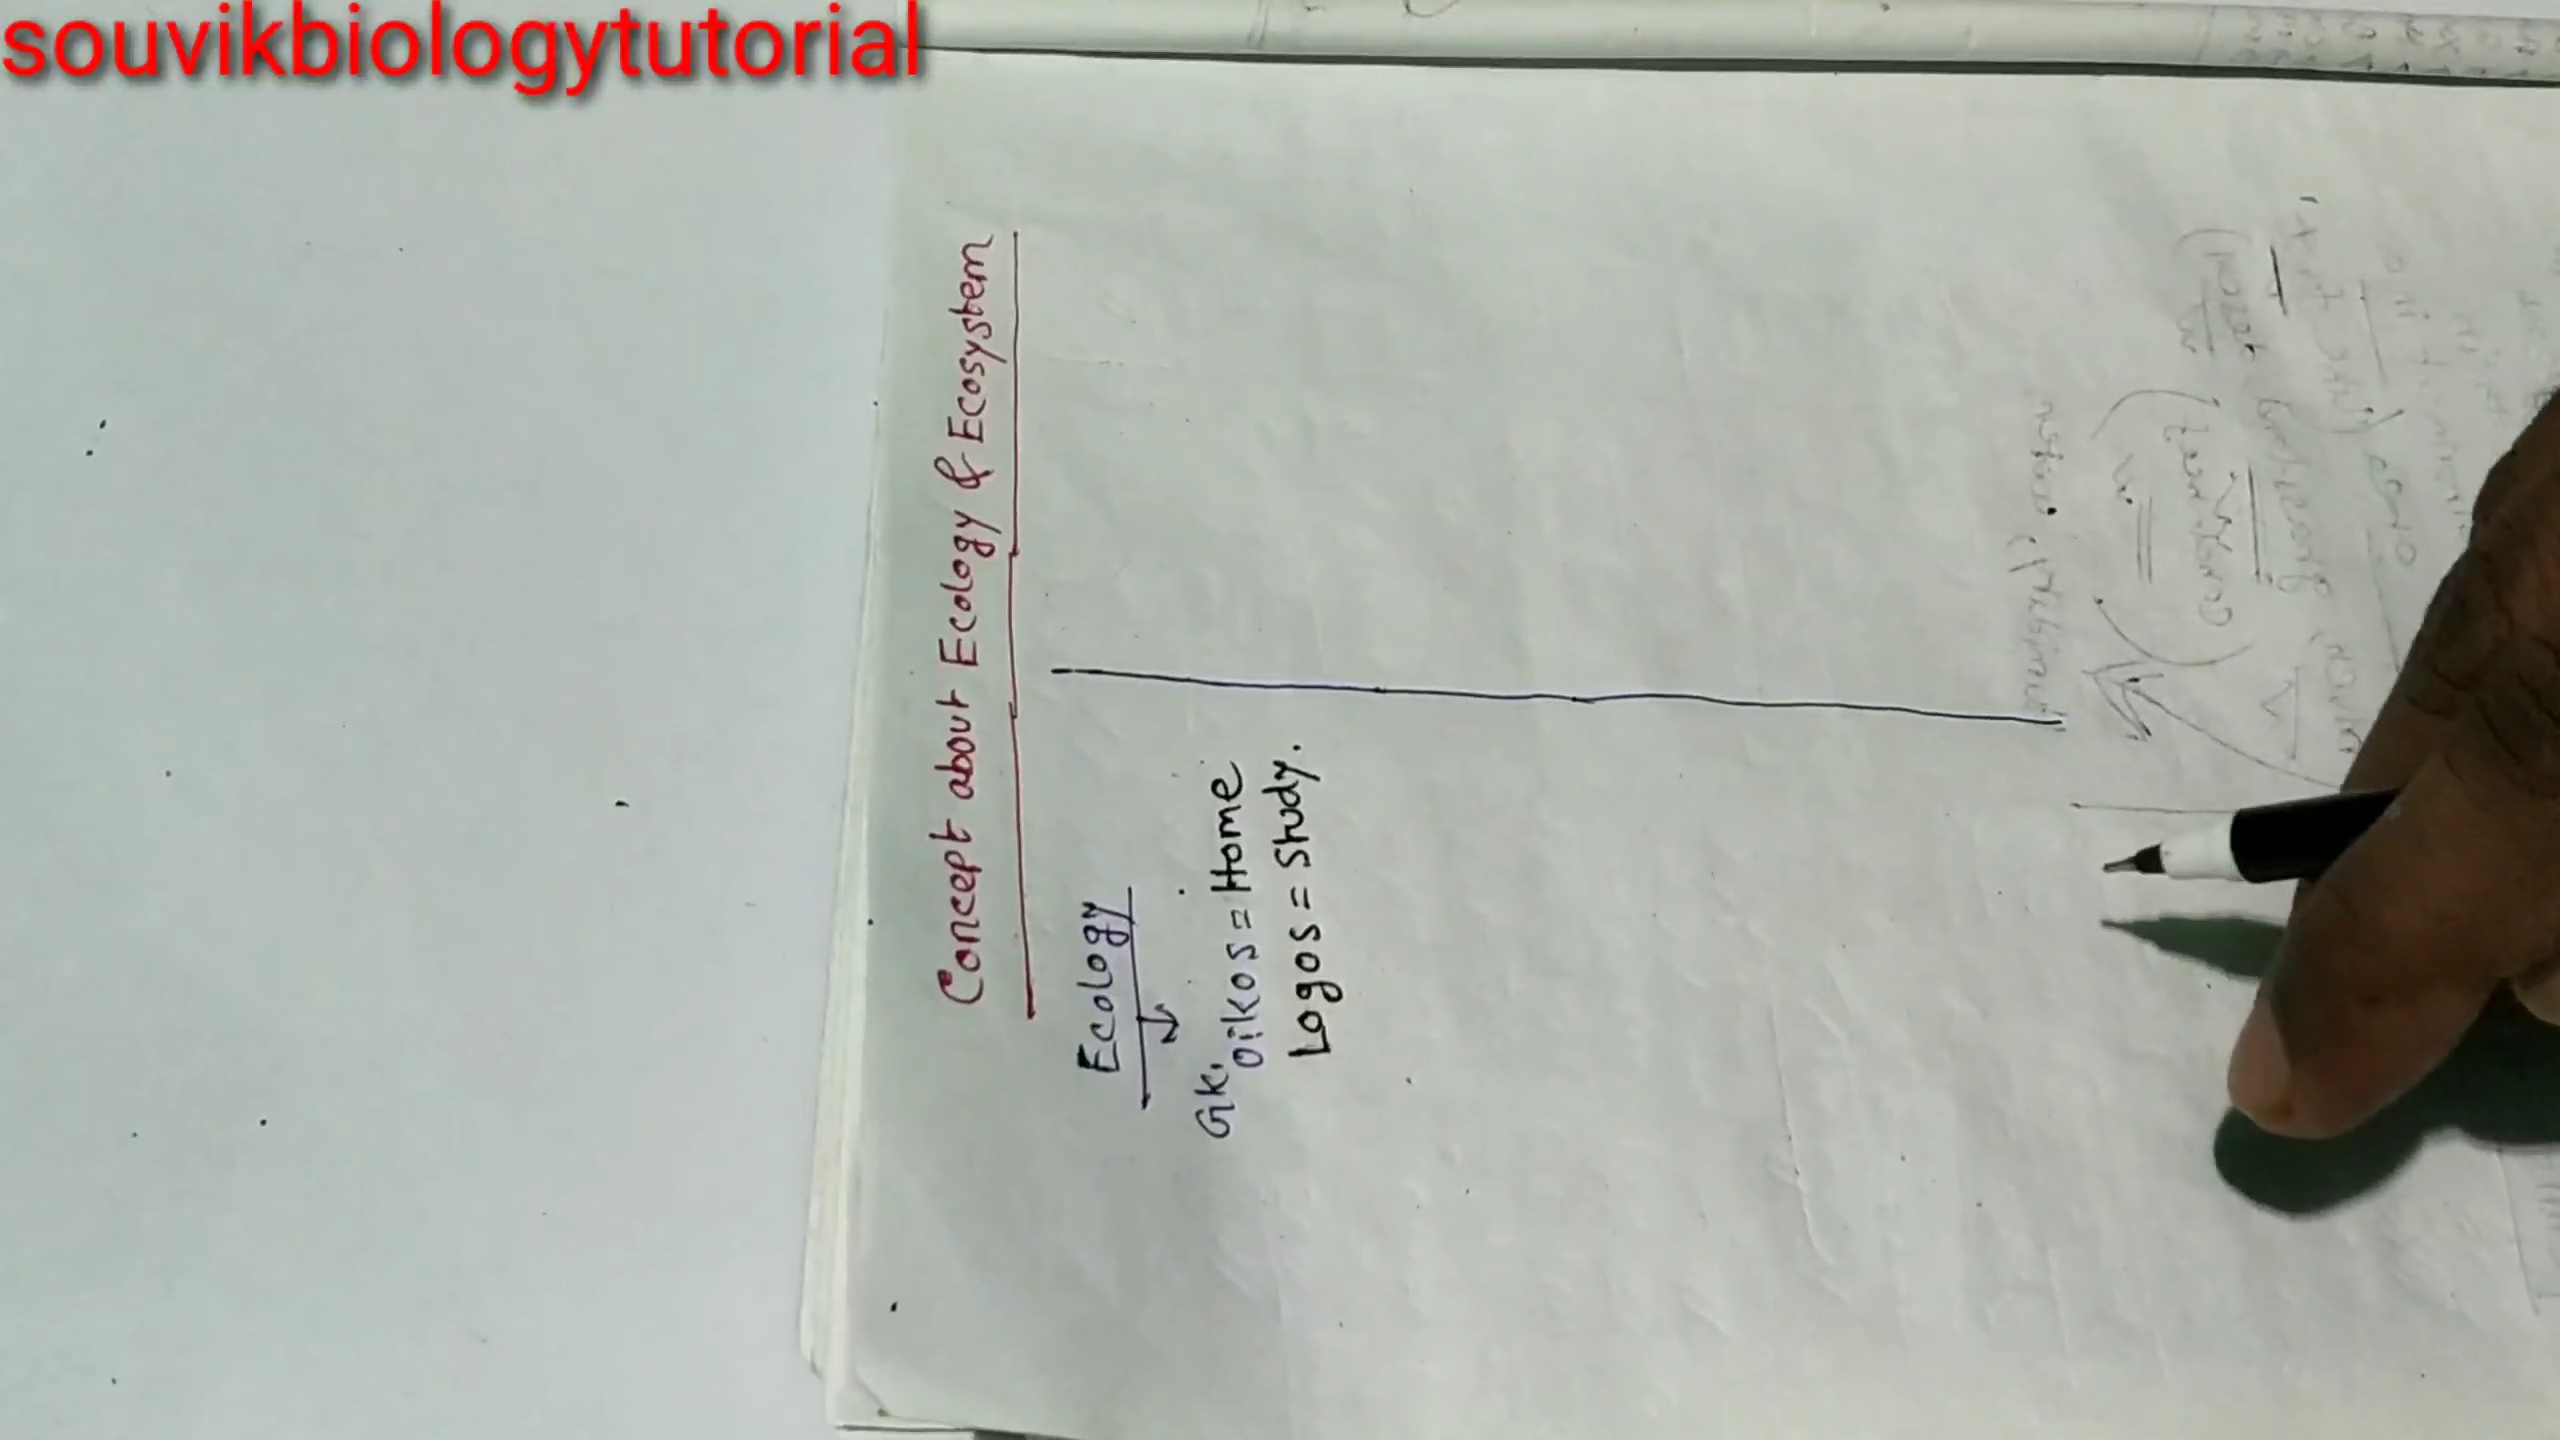 souvikbiologytutorial
Concept about Ecology & Ecosystem
Ecology
Gk. Oikos = Home
Logos = Study.